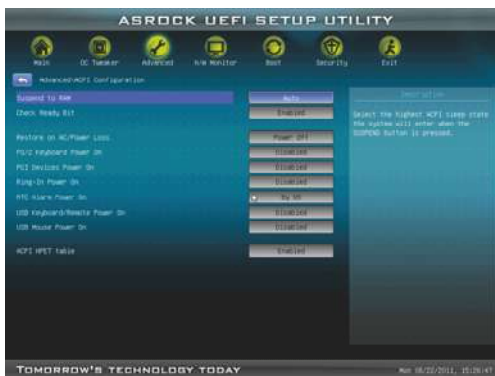 ASROCK UEFI SETUP UTILITY
Main OC Tweaker Advanced H/W Monitor Boot Security Exit
Advanced\ACPI Configuration
Description
Suspend to RAM Auto
Check Ready Bit Enabled
Select the highest ACPI sleep state
the system will enter when the
SUSPEND button is pressed.
Restore on AC/Power Loss Power Off
PS/2 Keyboard Power On Disabled
PCI Devices Power On Disabled
Ring-In Power On Disabled
RTC Alarm Power On By OS
USB Keyboard/Remote Power On Disabled
USB Mouse Power On Disabled
ACPI HPET table Enabled
TOMORROW'S TECHNOLOGY TODAY